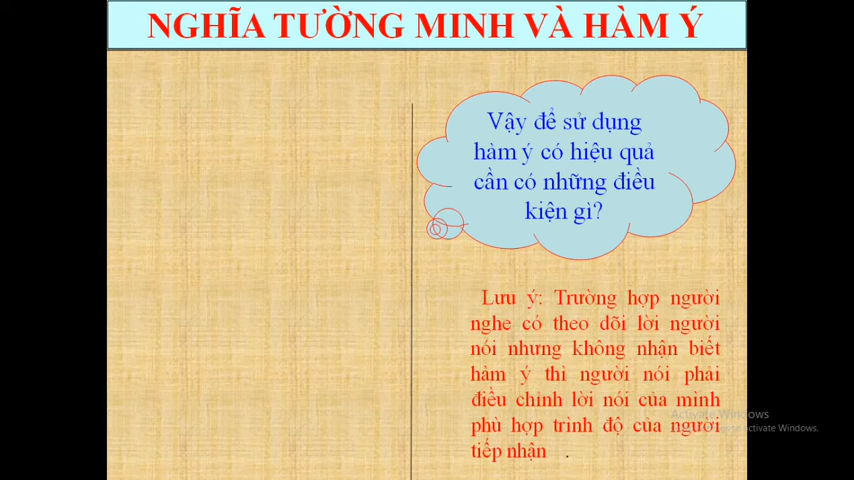 NGHĨA TƯỜNG MINH VÀ HÀM Ý
Vậy để sử dụng
hàm ý có hiệu quả
cần có những điều
kiện gì?
Lưu ý: Trường hợp người
nghe có theo dõi lời người
nói nhưng không nhận biết
hàm ý thì người nói phải
điều chỉnh lời nói của mình
phù hợp trình độ của người
tiếp nhận .
Activate Windows
activate Windows.